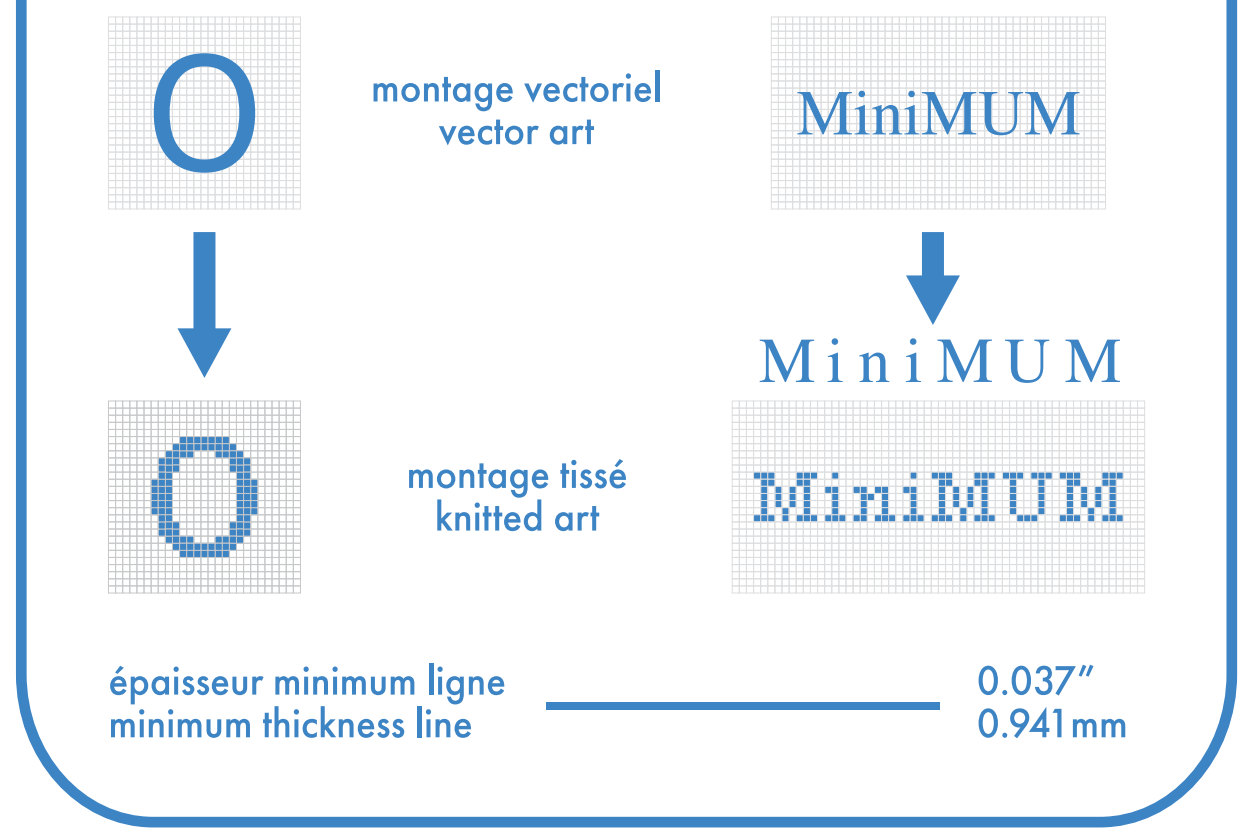 O
montage vectoriel
vector art
MiniMUM
MiniMUM
O
montage tissé
knitted art
MiniMUM
épaisseur minimum ligne
minimum thickness line
0.037"
0.941mm